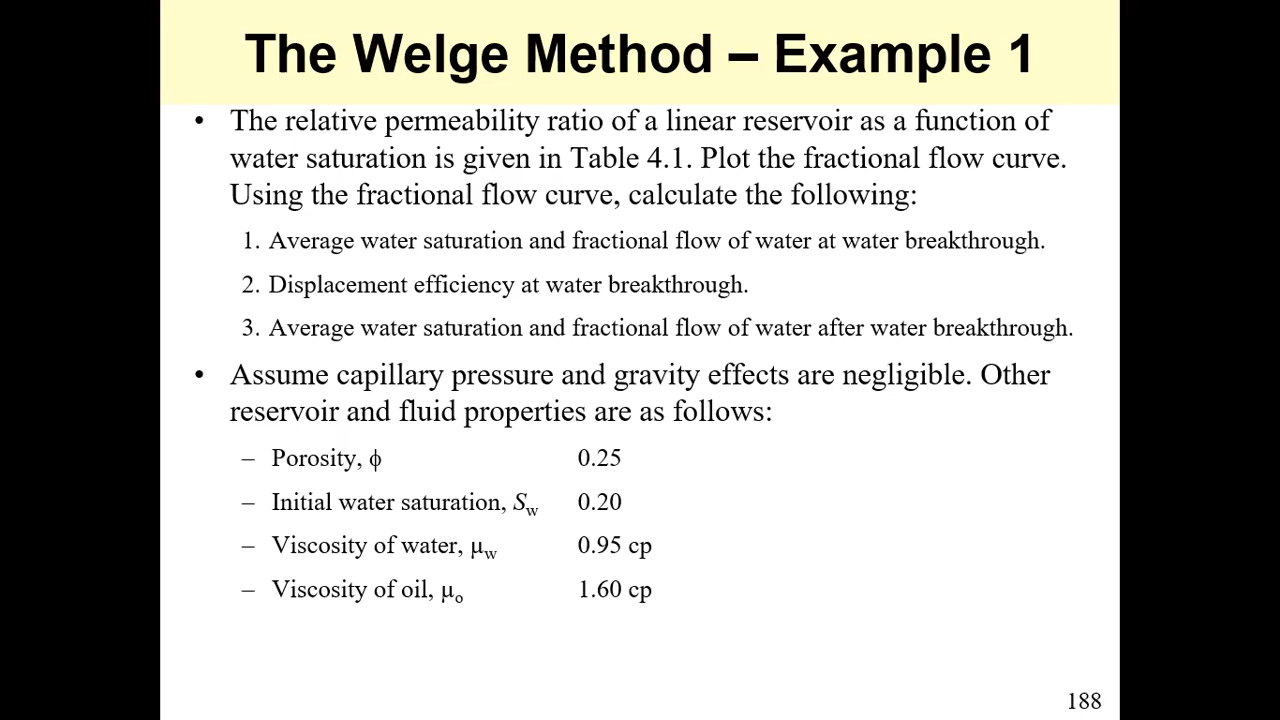 The Welge Method – Example 1
• The relative permeability ratio of a linear reservoir as a function of
water saturation is given in Table 4.1. Plot the fractional flow curve.
Using the fractional flow curve, calculate the following:
1. Average water saturation and fractional flow of water at water breakthrough.
2. Displacement efficiency at water breakthrough.
3. Average water saturation and fractional flow of water after water breakthrough.
• Assume capillary pressure and gravity effects are negligible. Other
reservoir and fluid properties are as follows:
– Porosity, ϕ 0.25
– Initial water saturation, Sw 0.20
– Viscosity of water, μw 0.95 cp
– Viscosity of oil, μo 1.60 cp
188